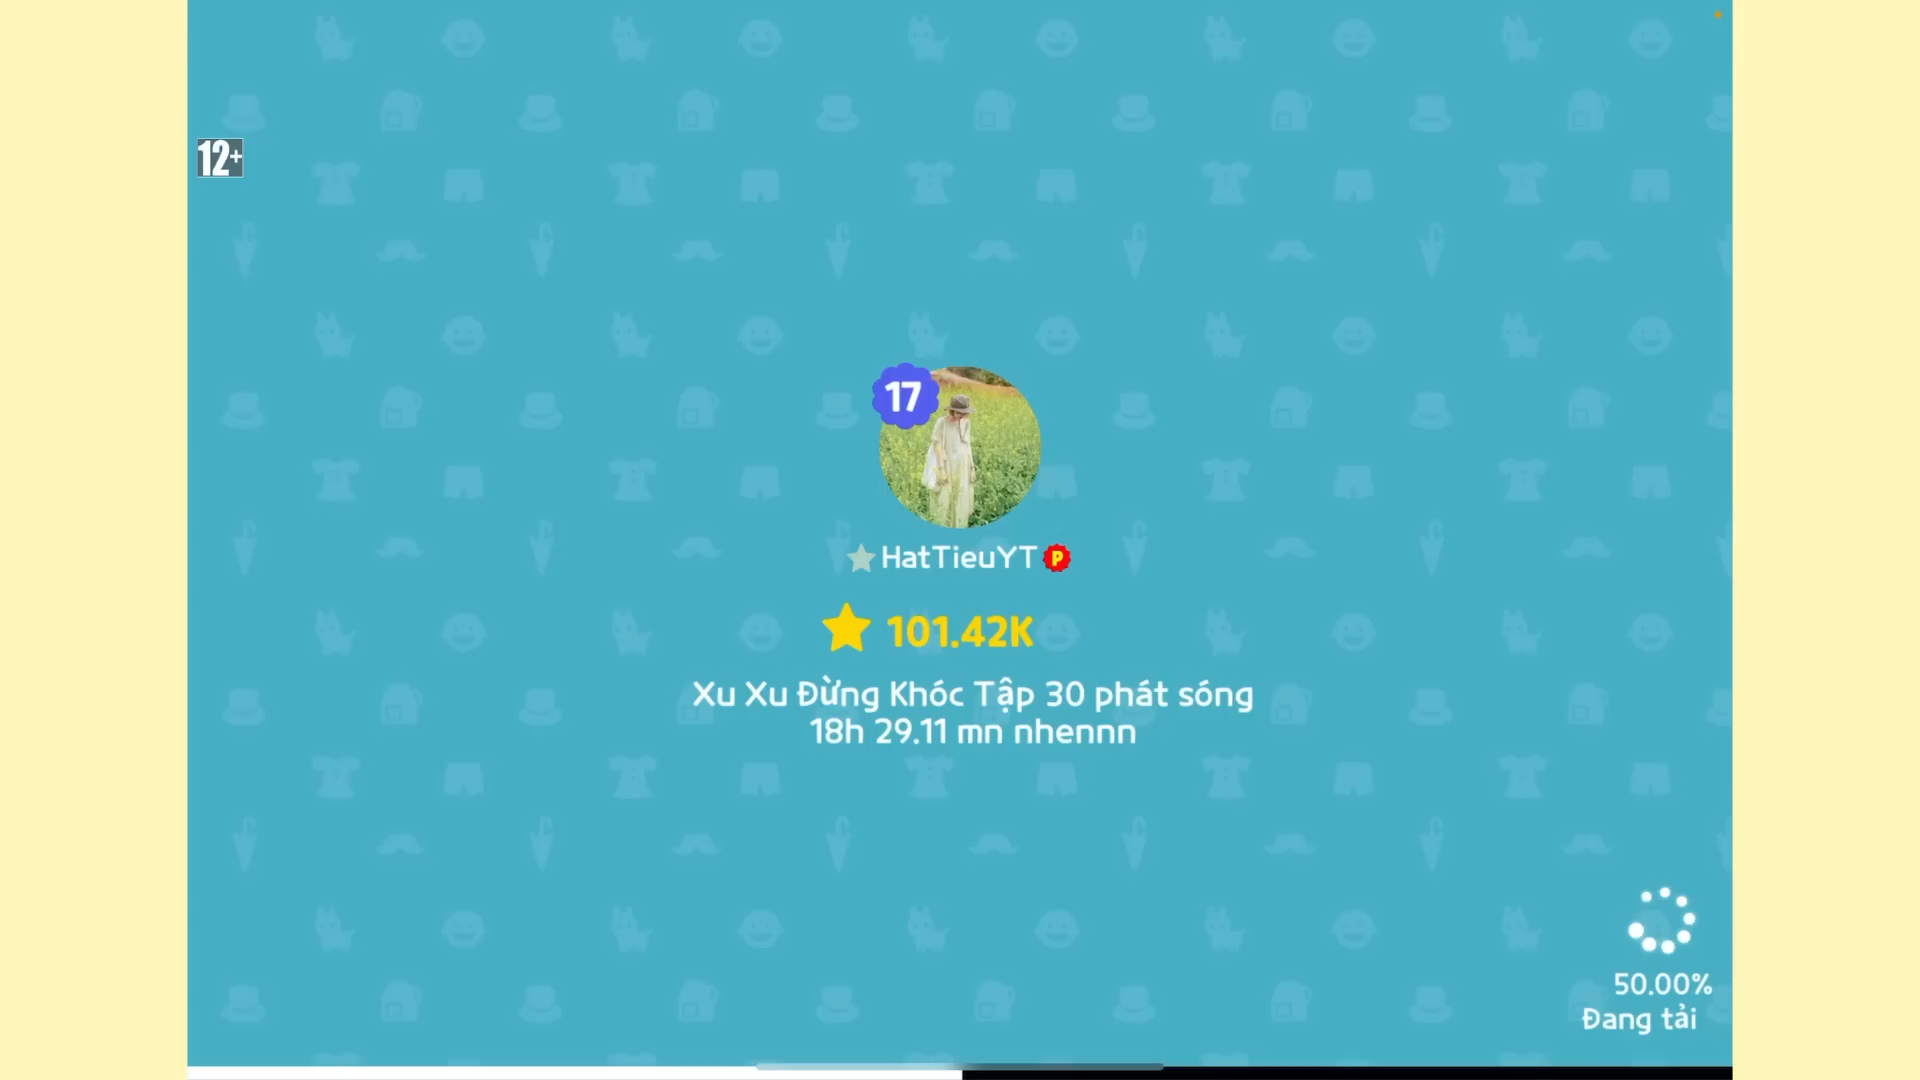 12+
17
HatTieuYT P
101.42K
Xu Xu Đừng Khóc Tập 30 phát sóng
18h 29.11 mn nhennn
50.00%
Đang tải